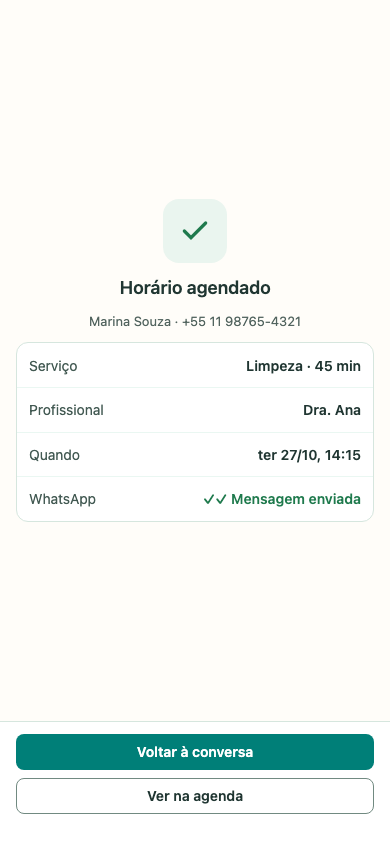 Horário agendado
Marina Souza · +55 11 98765-4321
Serviço Limpeza · 45 min
Profissional Dra. Ana
Quando ter 27/10, 14:15
WhatsApp ✓✓ Mensagem enviada
Voltar à conversa
Ver na agenda